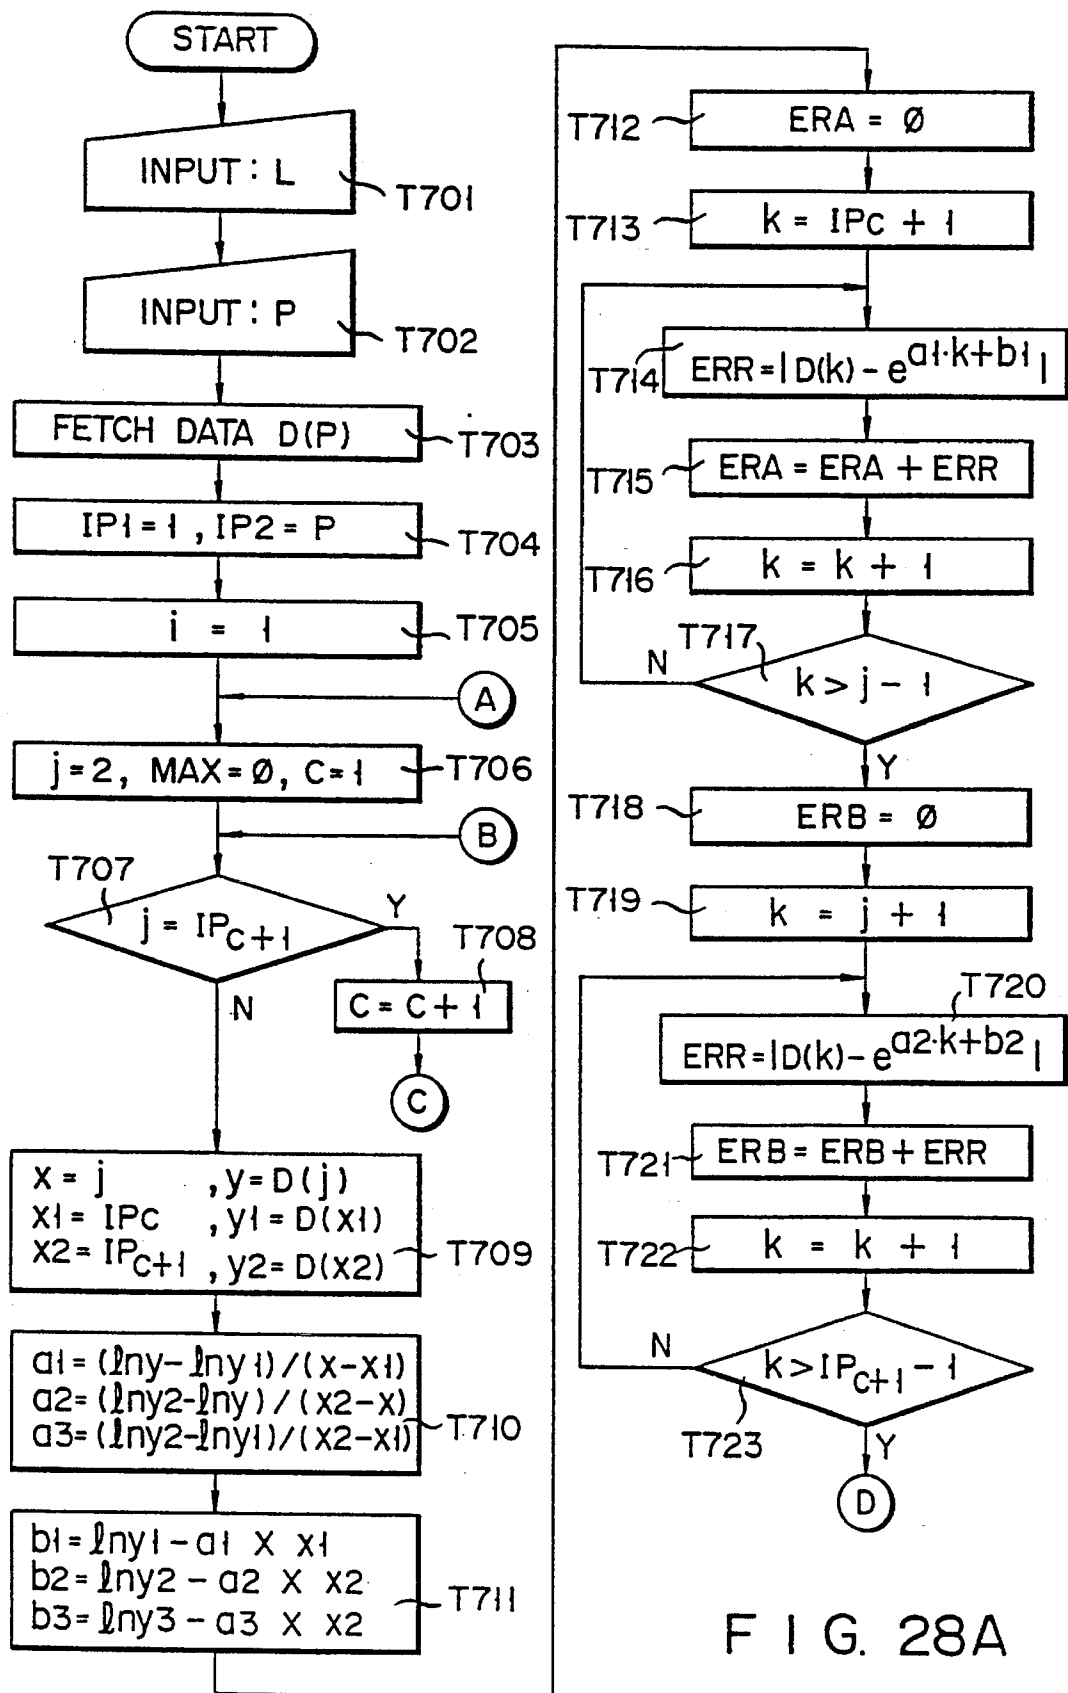 START
INPUT : L
T701
INPUT : P
T702
FETCH DATA D(P)
T703
IP1=1 , IP2=P
T704
i = 1
T705
A
j=2, MAX=Ø, C=1
T706
B
T707
j = IPC+1
Y
N
T708
C=C+1
C
x=j , y=D(j)
x1=IPC , y1=D(x1)
x2=IPC+1 , y2=D(x2)
T709
a1=(lny-lny1)/(x-x1)
a2=(lny2-lny)/(x2-x)
a3=(lny2-lny1)/(x2-x1)
T710
b1=lny1-a1 X x1
b2=lny2-a2 X x2
b3=lny3-a3 X x2
T711
T712
ERA = Ø
T713
k = IPC + 1
T714
ERR=|D(k)-e^a1·k+b1|
T715
ERA=ERA+ERR
T716
k = k + 1
T717
N
k > j - 1
Y
T718
ERB = Ø
T719
k = j + 1
T720
ERR=|D(k)-e^a2·k+b2|
T721
ERB=ERB+ERR
T722
k = k + 1
N
k>IPC+1-1
T723
Y
D
FIG. 28A